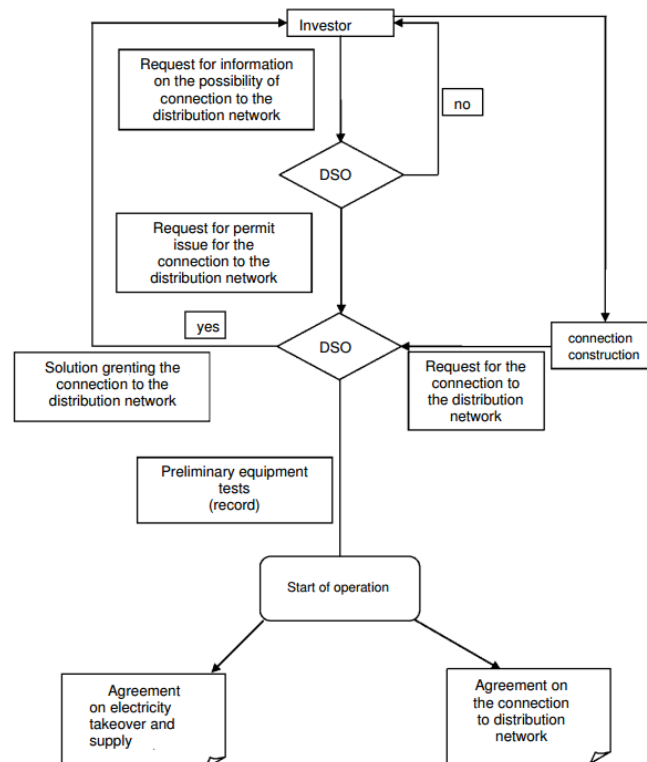 Investor
Request for information
on the possibility of
connection to the
distribution network
no
DSO
Request for permit
issue for the
connection to the
distribution network
yes
DSO
connection
construction
Solution grenting the
connection to the
distribution network
Request for the
connection to
the distribution
network
Preliminary equipment
tests
(record)
Start of operation
Agreement
on electricity
takeover and
supply
Agreement on
the connection
to distribution
network